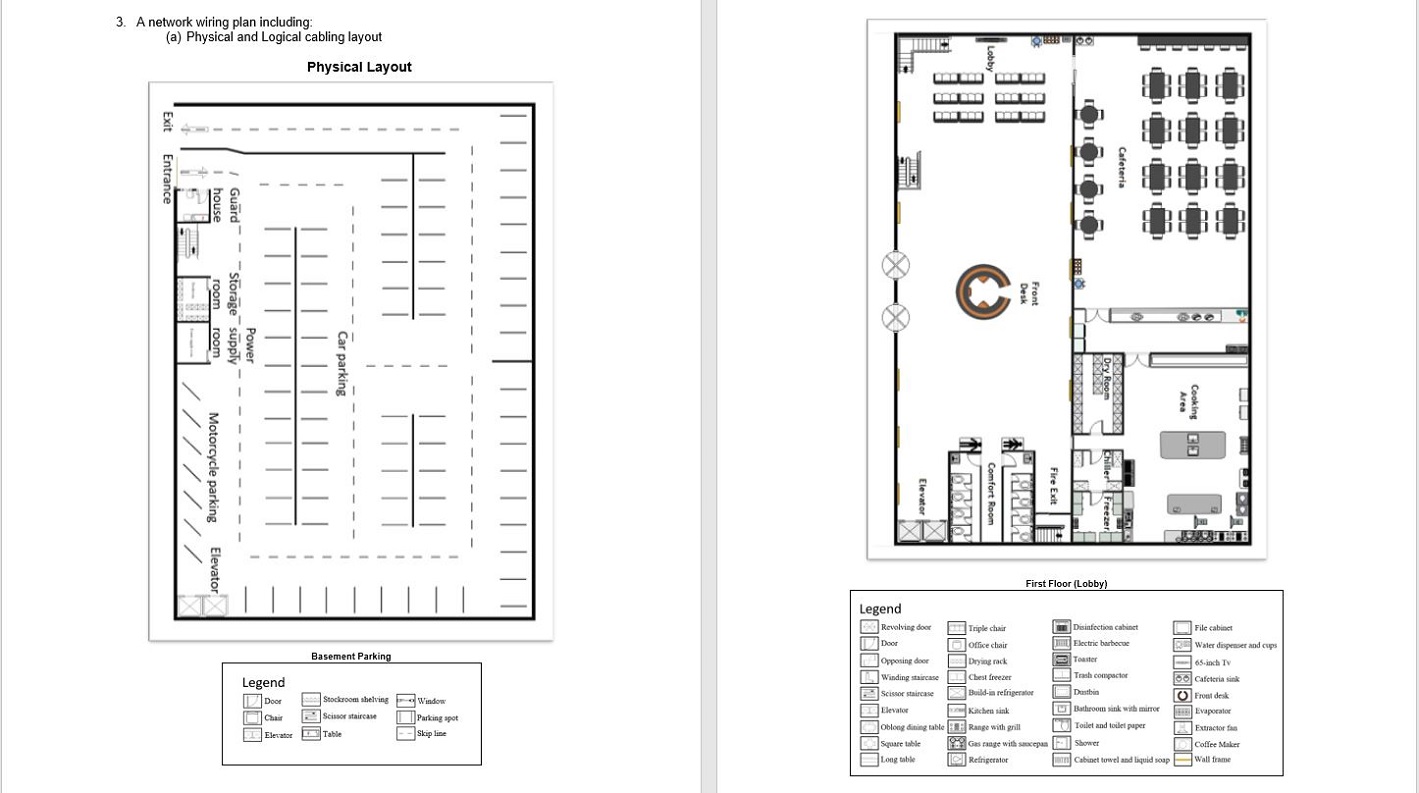 3. A network wiring plan including:
(a) Physical and Logical cabling layout
Physical Layout
Exit
Entrance
Guard
house
Storage
room
Power
supply
room
Car parking
Motorcycle parking
Elevator
Basement Parking
Legend
Door
Stockroom shelving
Window
Chair
Scissor staircase
Parking spot
Elevator
Table
Skip line
Lobby
Cafeteria
Front
Desk
Dry Room
Cooking
Area
Chiller
Freezer
Fire Exit
Comfort Room
Elevator
First Floor (Lobby)
Legend
Revolving door
Triple chair
Disinfection cabinet
File cabinet
Door
Office chair
Electric barbecue
Water dispenser and cups
Opposing door
Drying rack
Toaster
65-inch Tv
Winding staircase
Chest freezer
Trash compactor
Cafeteria sink
Scissor staircase
Build-in refrigerator
Dustbin
Front desk
Elevator
Kitchen sink
Bathroom sink with mirror
Evaporator
Oblong dining table
Range with grill
Toilet and toilet paper
Extractor fan
Square table
Gas range with saucepan
Shower
Coffee Maker
Long table
Refrigerator
Cabinet towel and liquid soap
Wall frame